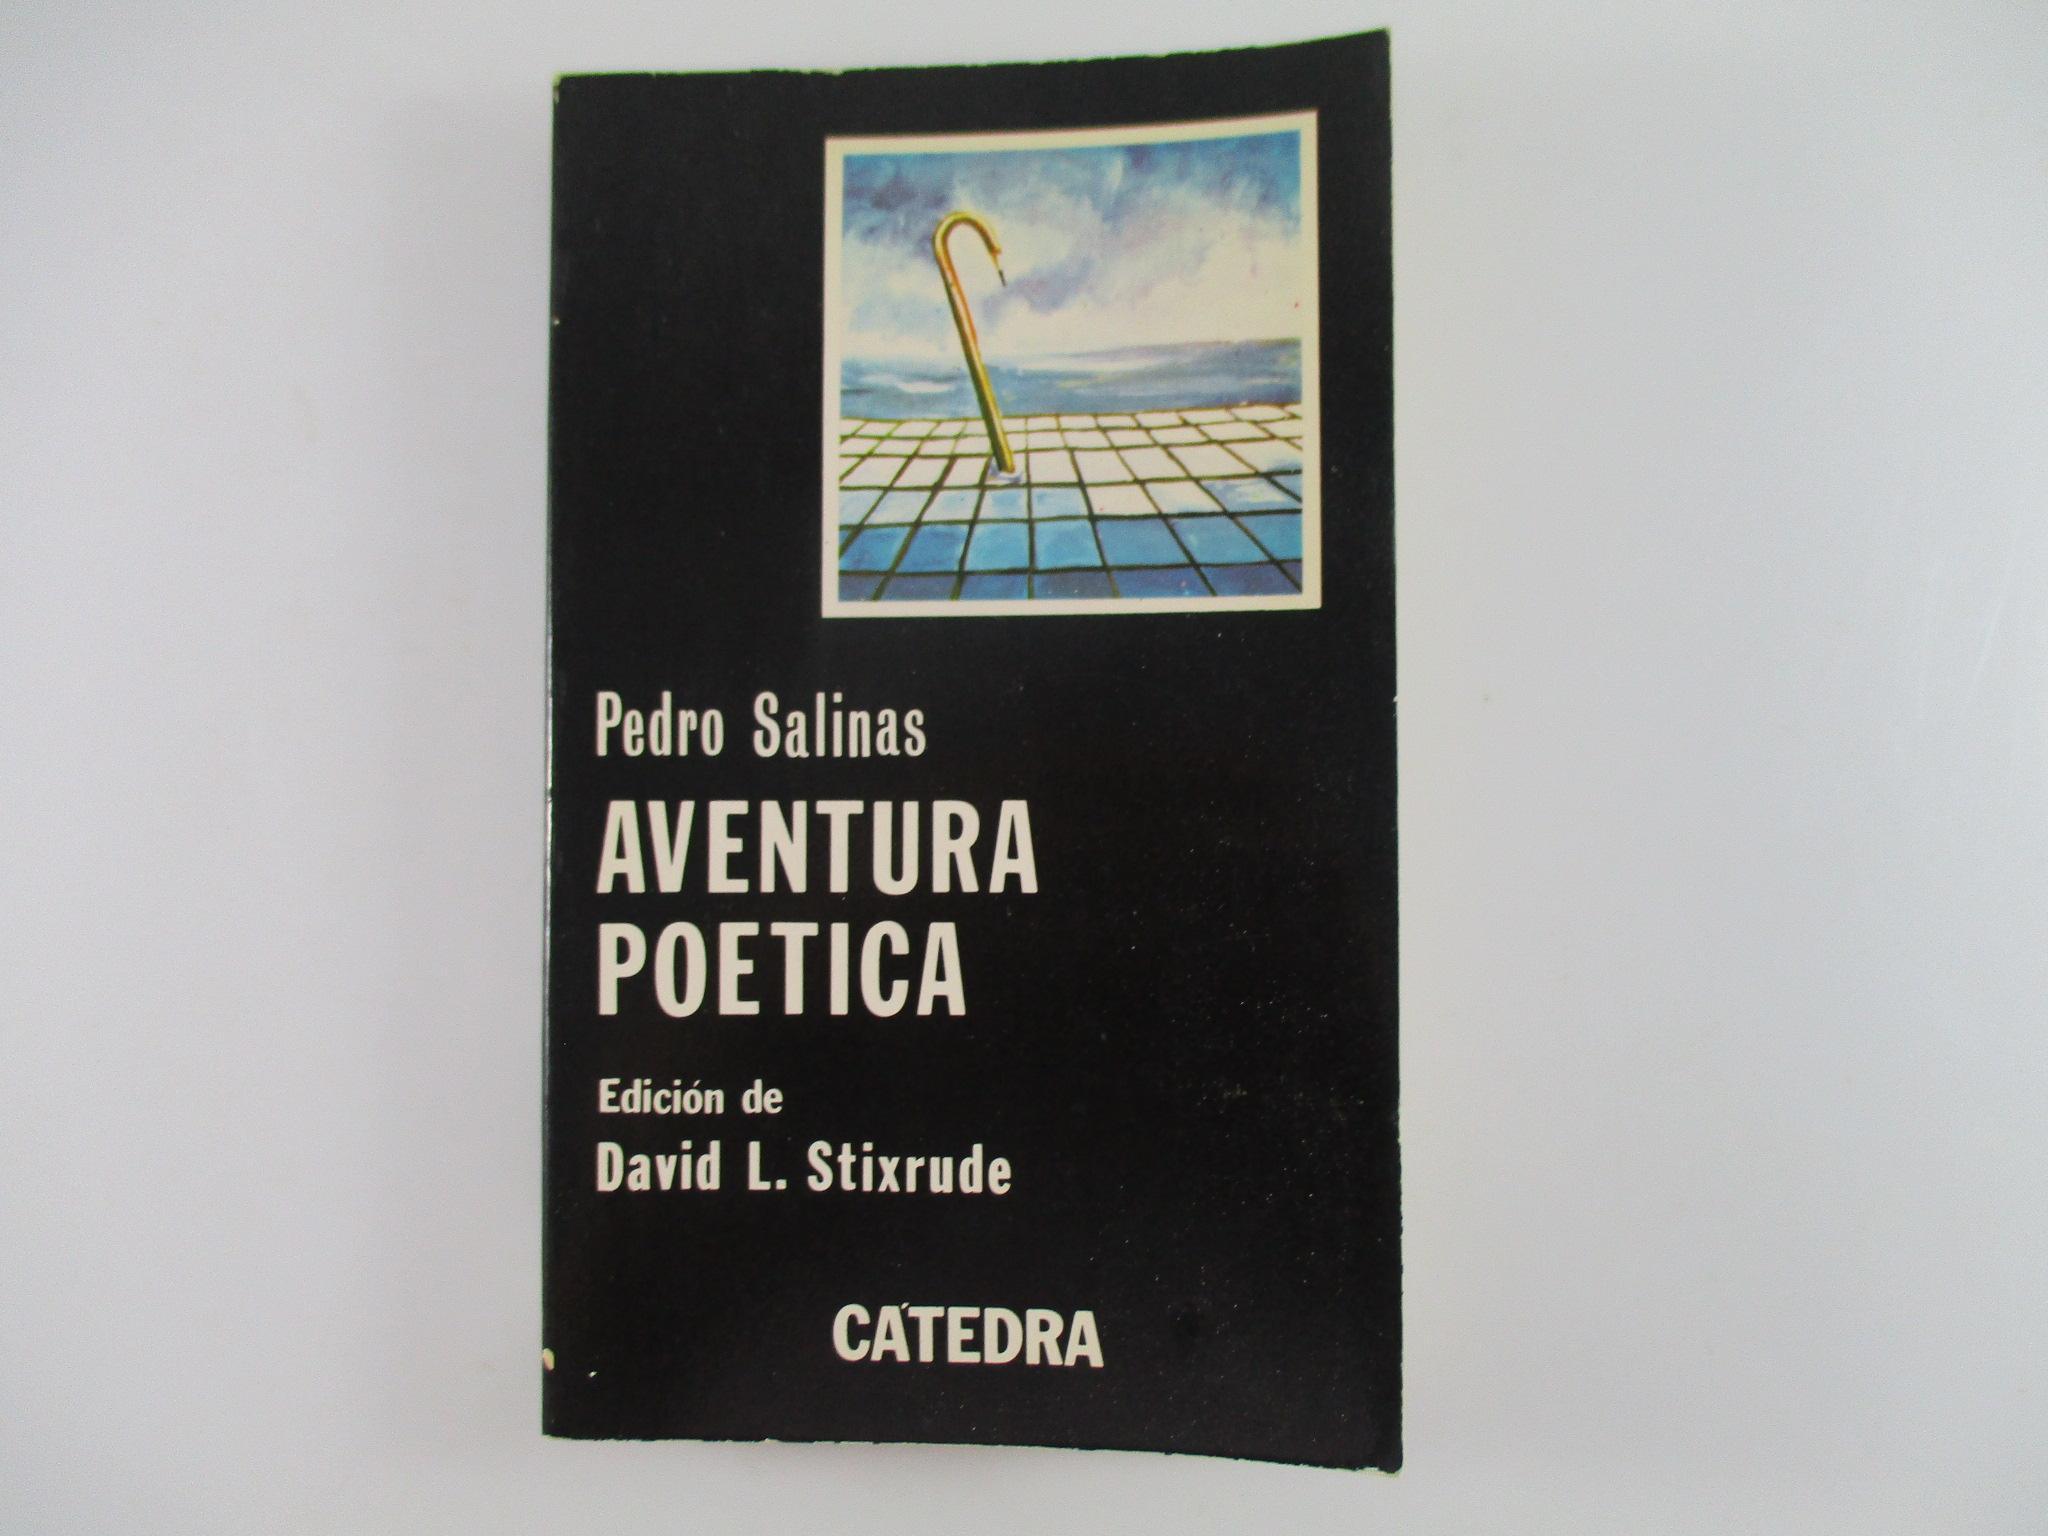 Pedro Salinas
AVENTURA
POETICA
Edición de
David L. Stixrude
CÁTEDRA